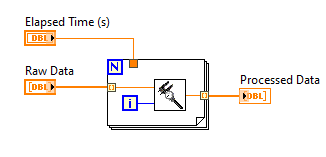 Elapsed Time (s)
DBL
N
Raw Data
[DBL]
i
Processed Data
DBL]